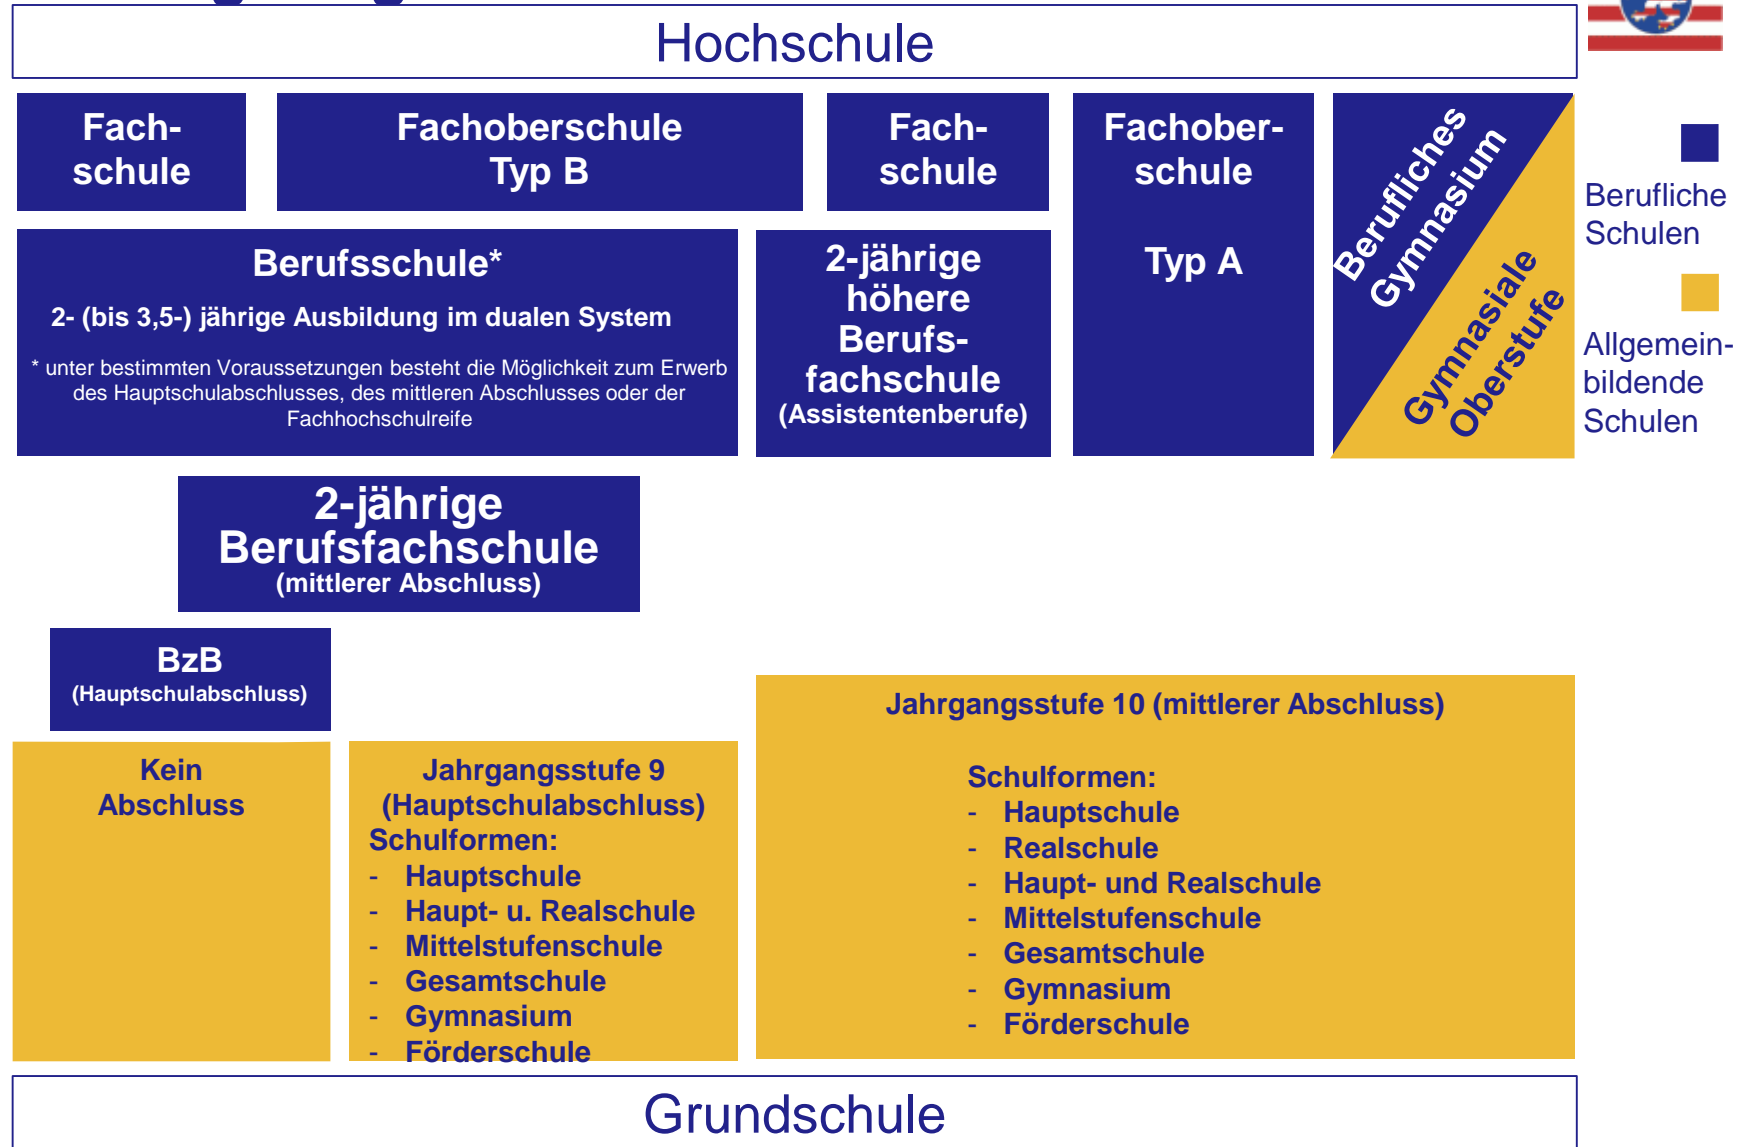 Hochschule
Fach-
schule
Fachoberschule
Typ B
Fach-
schule
Fachober-
schule
Typ A
Berufliches
Gymnasium
Gymnasiale
Oberstufe
Berufliche
Schulen
Allgemein-
bildende
Schulen
Berufsschule*
2- (bis 3,5-) jährige Ausbildung im dualen System
* unter bestimmten Voraussetzungen besteht die Möglichkeit zum Erwerb
des Hauptschulabschlusses, des mittleren Abschlusses oder der
Fachhochschulreife
2-jährige
höhere
Berufs-
fachschule
(Assistentenberufe)
2-jährige
Berufsfachschule
(mittlerer Abschluss)
BzB
(Hauptschulabschluss)
Kein
Abschluss
Jahrgangsstufe 9
(Hauptschulabschluss)
Schulformen:
- Hauptschule
- Haupt- u. Realschule
- Mittelstufenschule
- Gesamtschule
- Gymnasium
- Förderschule
Jahrgangsstufe 10 (mittlerer Abschluss)
Schulformen:
- Hauptschule
- Realschule
- Haupt- und Realschule
- Mittelstufenschule
- Gesamtschule
- Gymnasium
- Förderschule
Grundschule